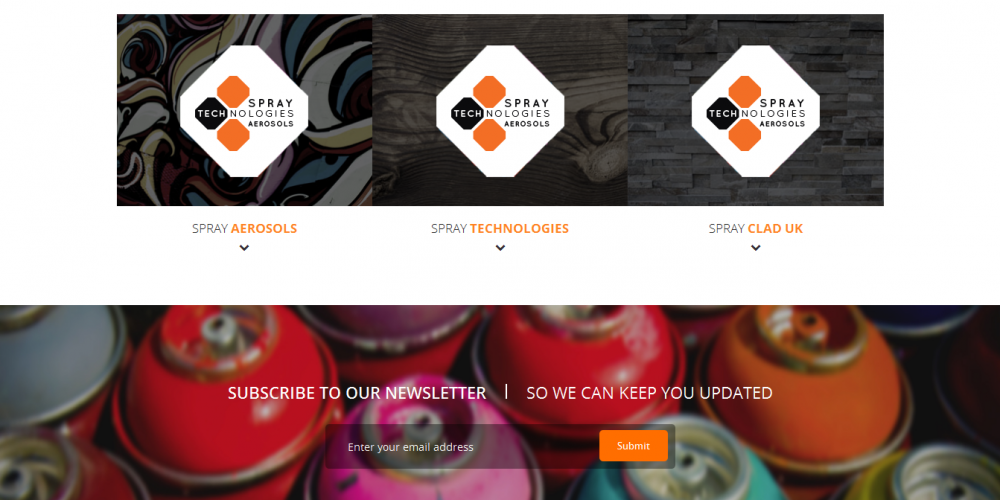 SPRAY
TECHNOLOGIES
AEROSOLS
SPRAY
TECHNOLOGIES
AEROSOLS
SPRAY
TECHNOLOGIES
AEROSOLS
SPRAY AEROSOLS
SPRAY TECHNOLOGIES
SPRAY CLAD UK
SUBSCRIBE TO OUR NEWSLETTER | SO WE CAN KEEP YOU UPDATED
Enter your email address
Submit